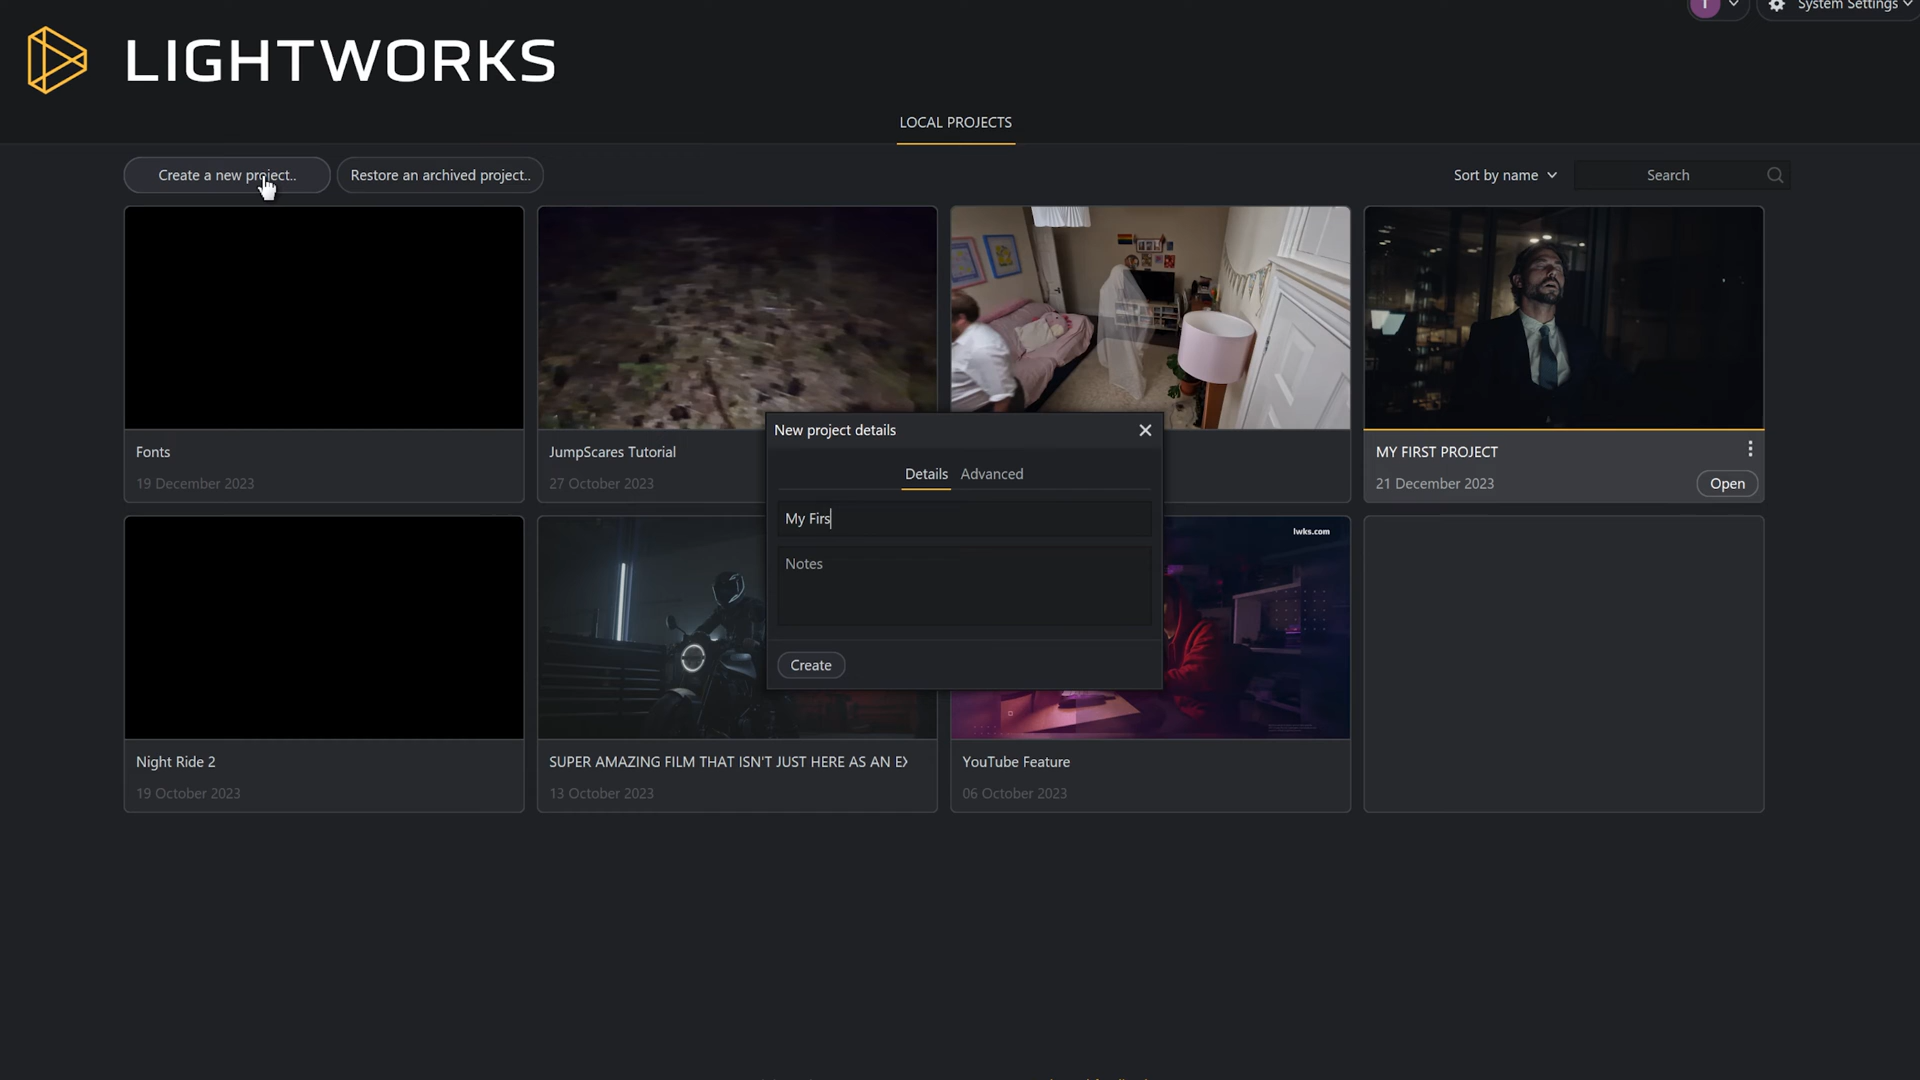 T
System Settings
LIGHTWORKS
LOCAL PROJECTS
Create a new project..
Restore an archived project..
Sort by name
Search
Fonts
19 December 2023
JumpScares Tutorial
27 October 2023
MY FIRST PROJECT
21 December 2023
Open
New project details
Details
Advanced
My Firs
Notes
Create
lwks.com
Night Ride 2
19 October 2023
SUPER AMAZING FILM THAT ISN'T JUST HERE AS AN EX
13 October 2023
YouTube Feature
06 October 2023